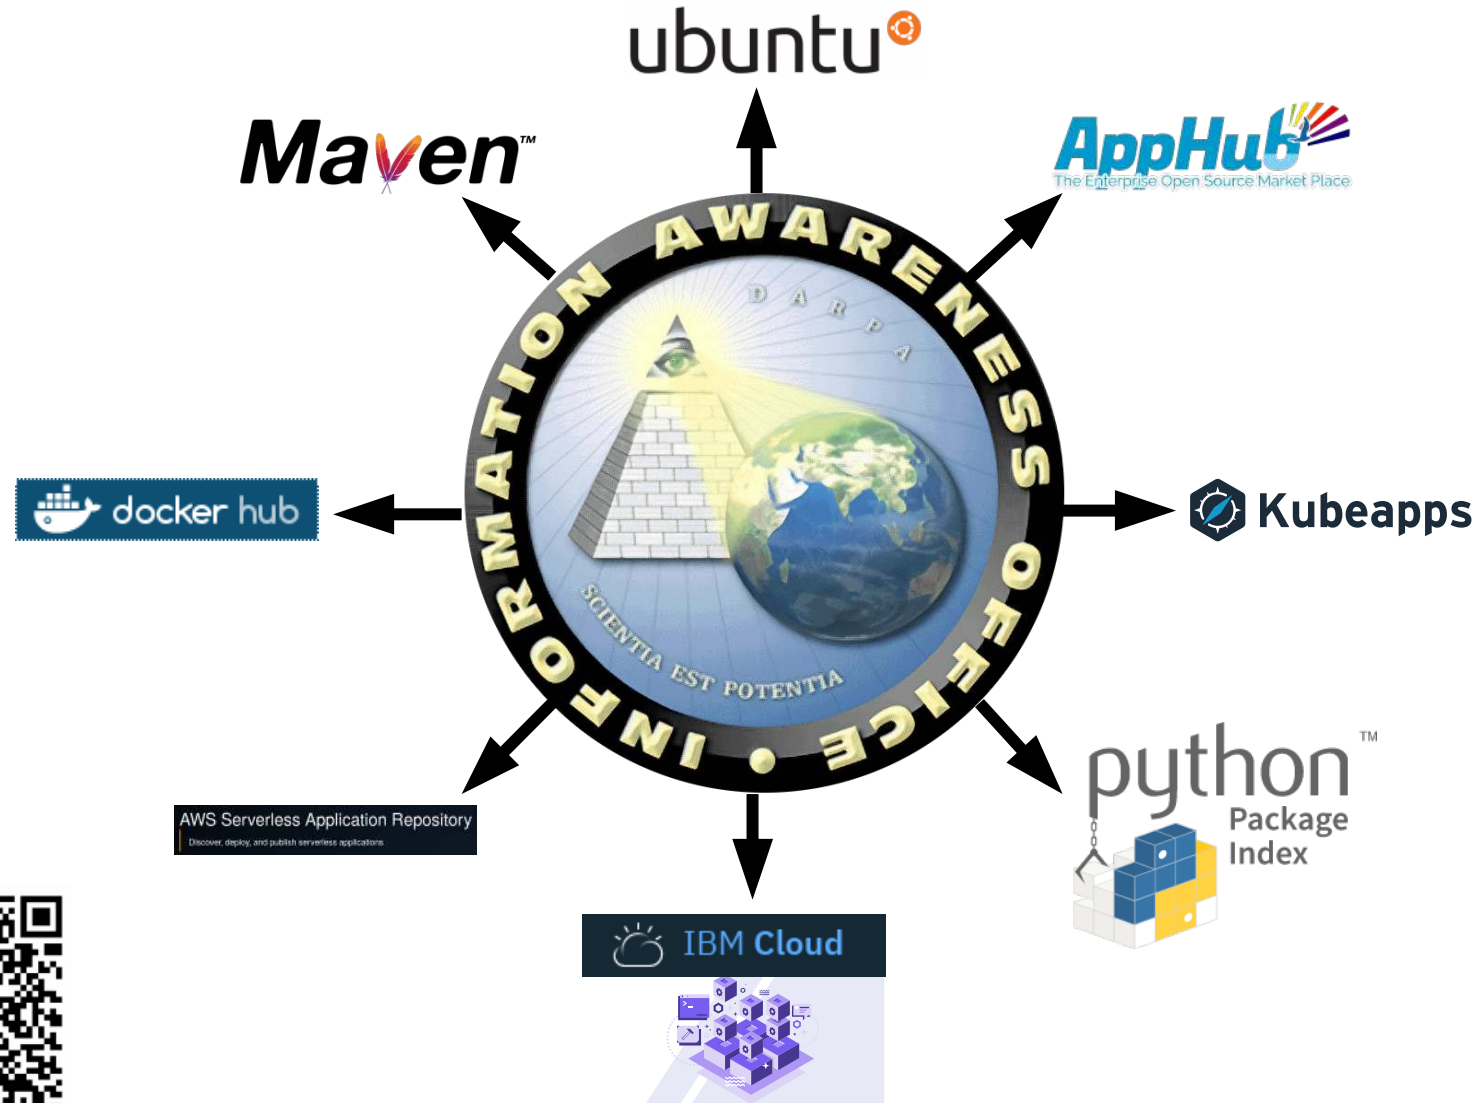 ubuntu
Maven™
AppHub
The Enterprise Open Source Market Place
INFORMATION AWARENESS OFFICE
DARPA
SCIENTIA EST POTENTIA
docker hub
Kubeapps
python™
Package
Index
AWS Serverless Application Repository
Discover, deploy, and publish serverless applications
IBM Cloud